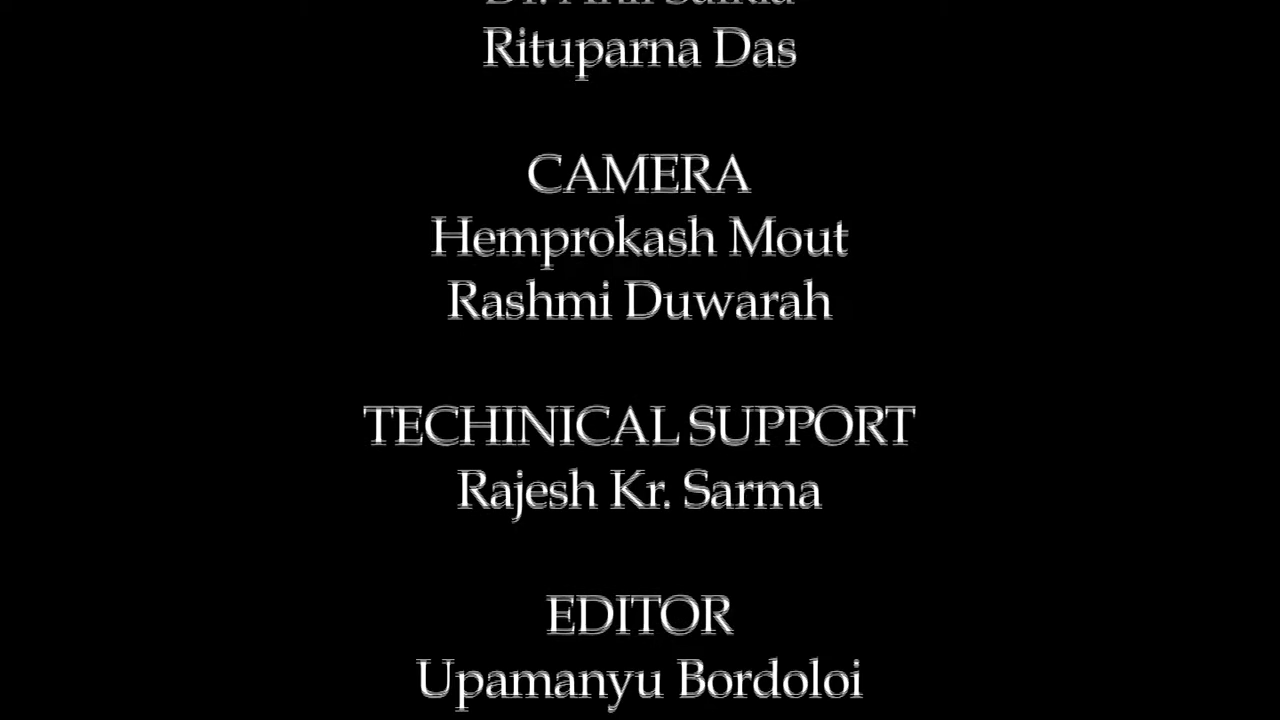 Rituparna Das
CAMERA
Hemprokash Mout
Rashmi Duwarah
TECHINICAL SUPPORT
Rajesh Kr. Sarma
EDITOR
Upamanyu Bordoloi